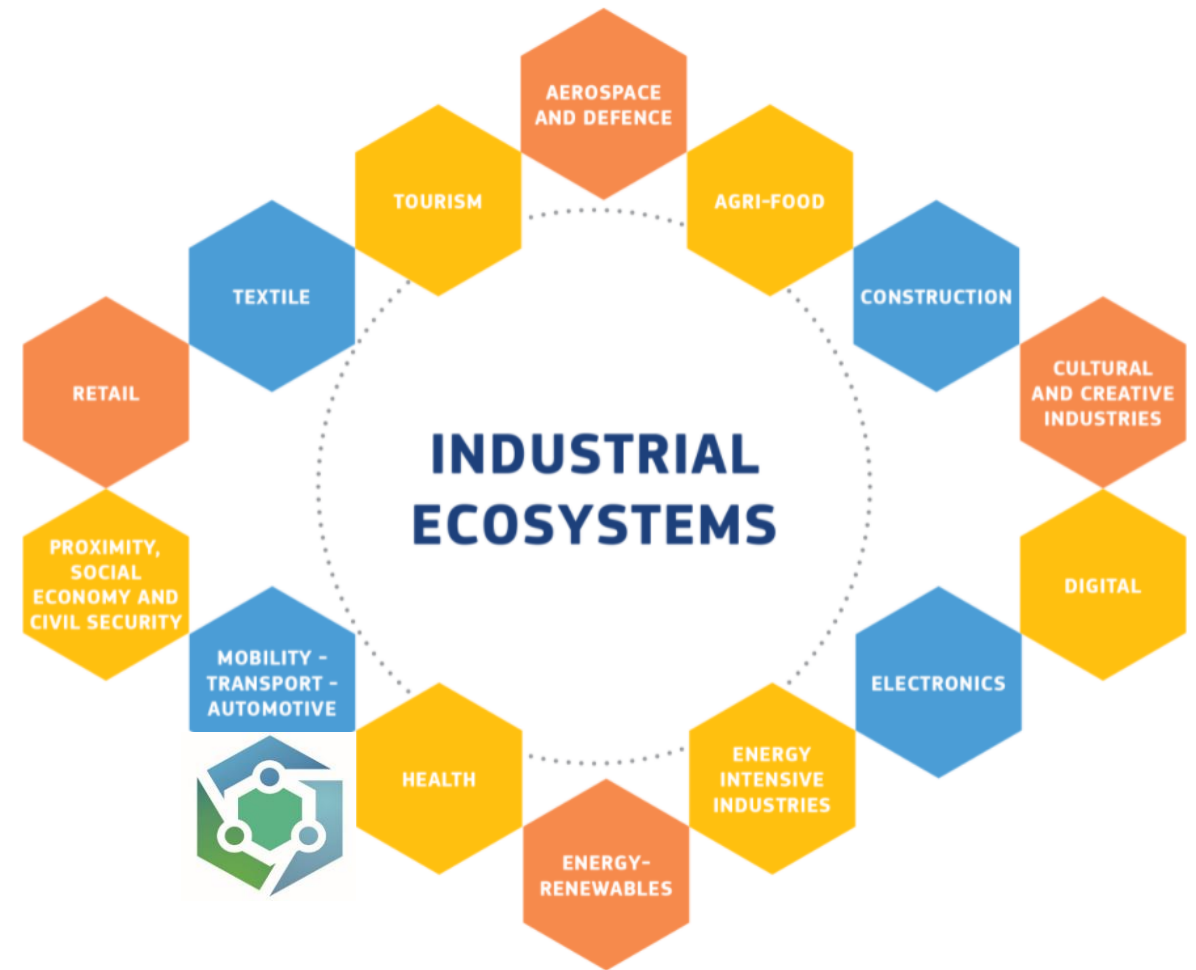 AEROSPACE
AND DEFENCE
AGRI-FOOD
CONSTRUCTION
CULTURAL
AND CREATIVE
INDUSTRIES
DIGITAL
ELECTRONICS
ENERGY
INTENSIVE
INDUSTRIES
ENERGY-
RENEWABLES
HEALTH
MOBILITY -
TRANSPORT -
AUTOMOTIVE
PROXIMITY,
SOCIAL
ECONOMY AND
CIVIL SECURITY
RETAIL
TEXTILE
TOURISM
INDUSTRIAL
ECOSYSTEMS